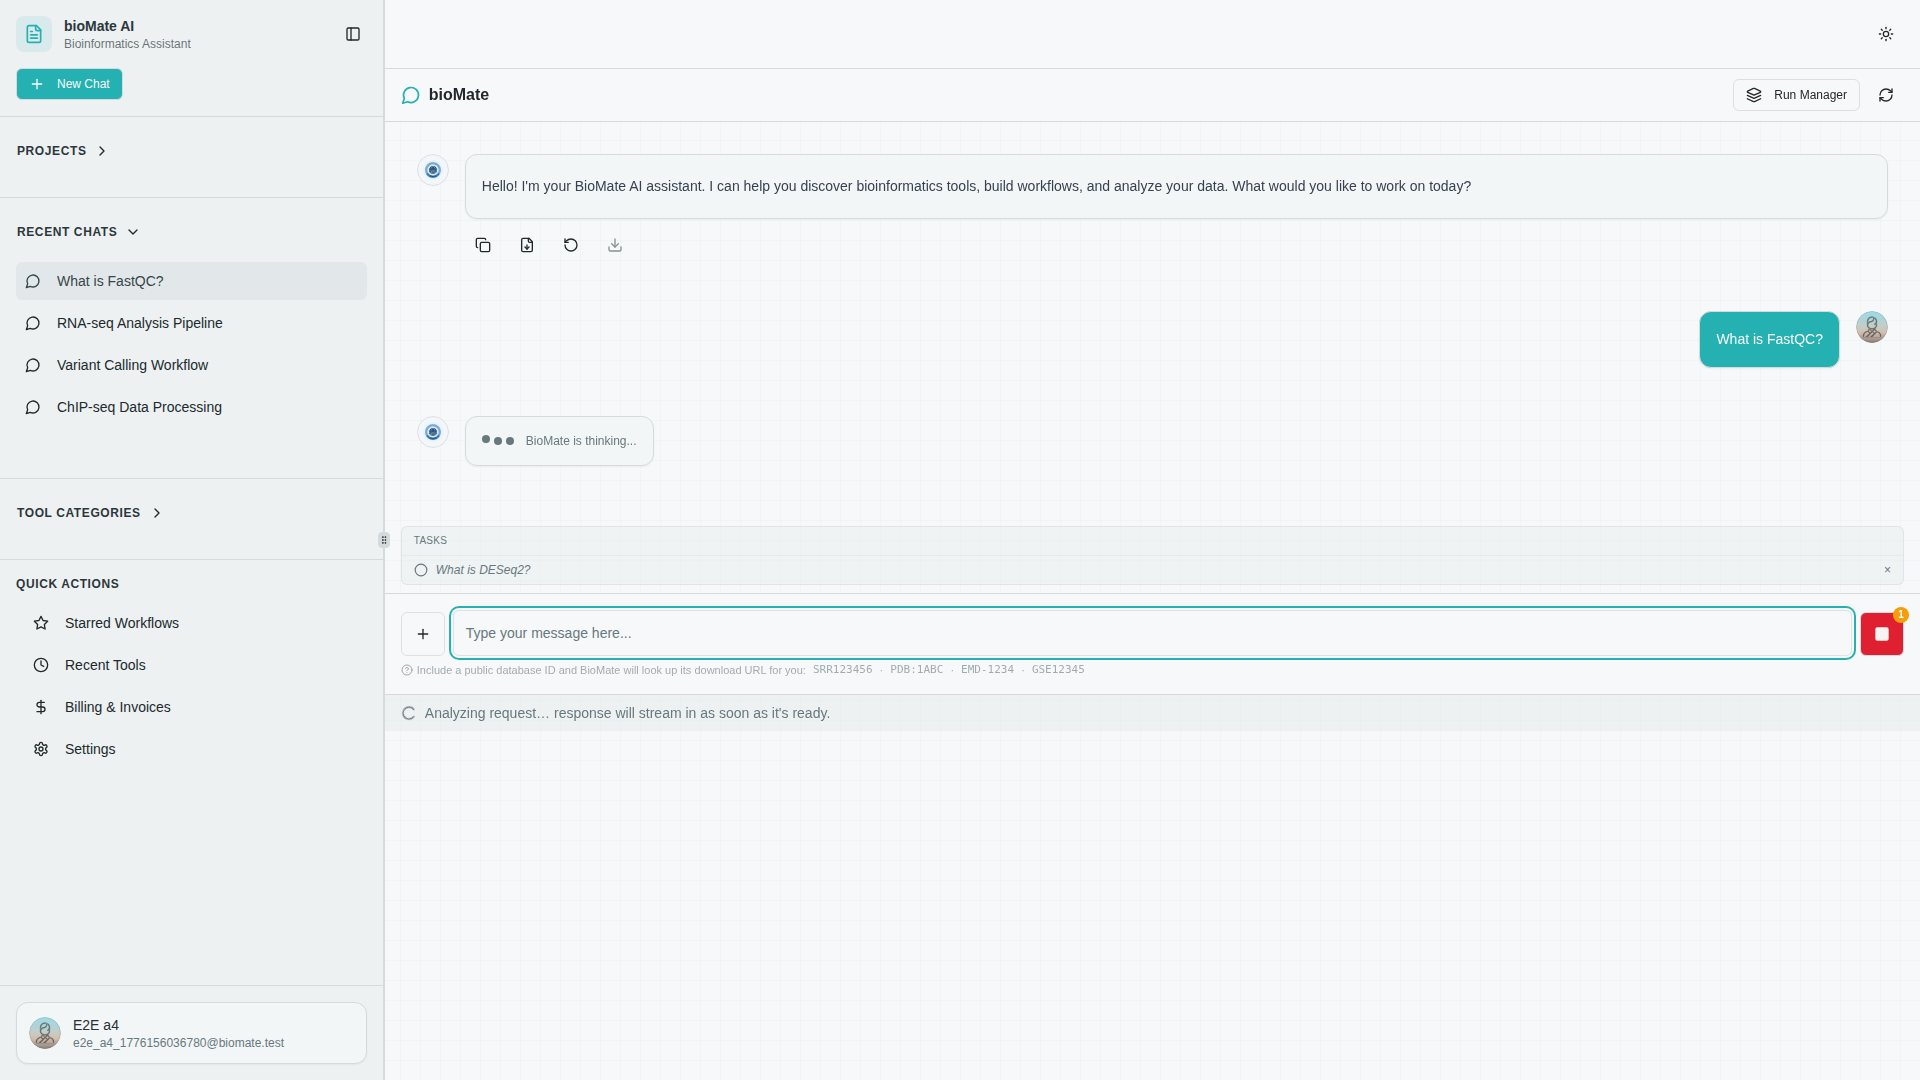 bioMate AI
Bioinformatics Assistant
New Chat
PROJECTS
RECENT CHATS
What is FastQC?
RNA-seq Analysis Pipeline
Variant Calling Workflow
ChIP-seq Data Processing
TOOL CATEGORIES
QUICK ACTIONS
Starred Workflows
Recent Tools
Billing & Invoices
Settings
E2E a4
e2e_a4_1776156036780@biomate.test
bioMate
Run Manager
Hello! I'm your BioMate AI assistant. I can help you discover bioinformatics tools, build workflows, and analyze your data. What would you like to work on today?
What is FastQC?
BioMate is thinking...
TASKS
What is DESeq2? ×
Type your message here...
1
Include a public database ID and BioMate will look up its download URL for you: SRR123456 · PDB:1ABC · EMD-1234 · GSE12345
Analyzing request… response will stream in as soon as it's ready.